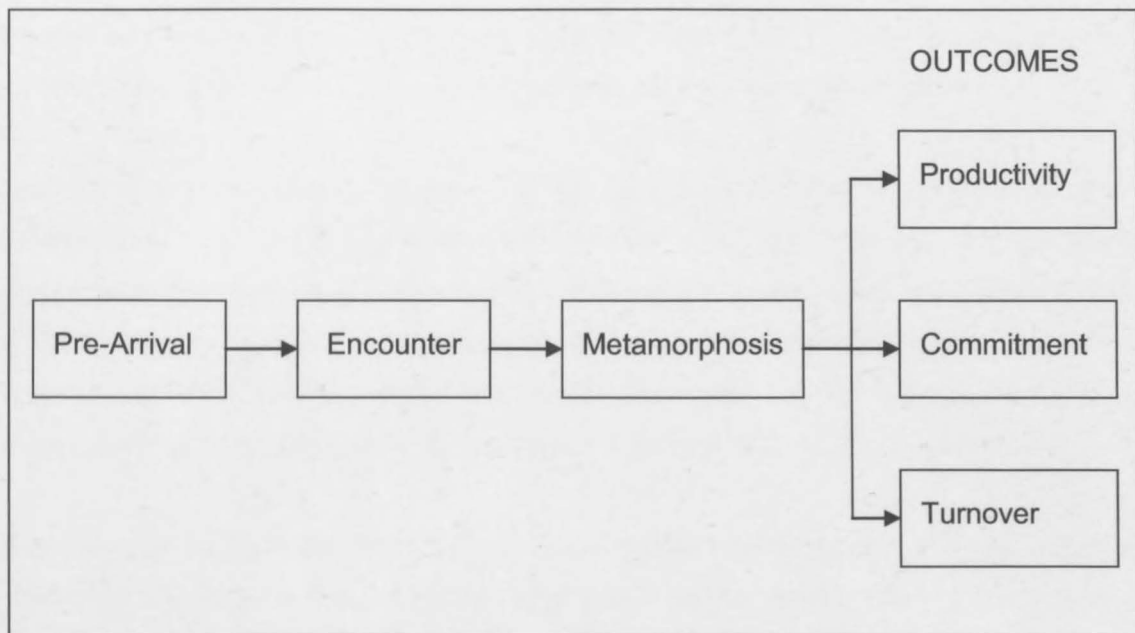 OUTCOMES
Productivity
Pre-Arrival
Encounter
Metamorphosis
Commitment
Turnover